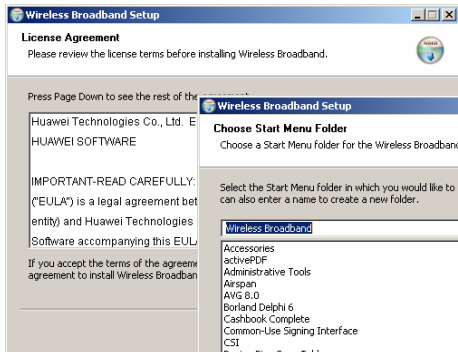 Wireless Broadband Setup
License Agreement
Please review the license terms before installing Wireless Broadband.
Press Page Down to see the rest of the agreement.
Huawei Technologies Co., Ltd. E
HUAWEI SOFTWARE
IMPORTANT-READ CAREFULLY:
("EULA") is a legal agreement bet
entity) and Huawei Technologies
Software accompanying this EUL
If you accept the terms of the agreeme
agreement to install Wireless Broadban
Wireless Broadband Setup
Choose Start Menu Folder
Choose a Start Menu folder for the Wireless Broadband
Select the Start Menu folder in which you would like to
can also enter a name to create a new folder.
Wireless Broadband
Accessories
activePDF
Administrative Tools
Airspan
AVG 8.0
Borland Delphi 6
Cashbook Complete
Common-Use Signing Interface
CSI